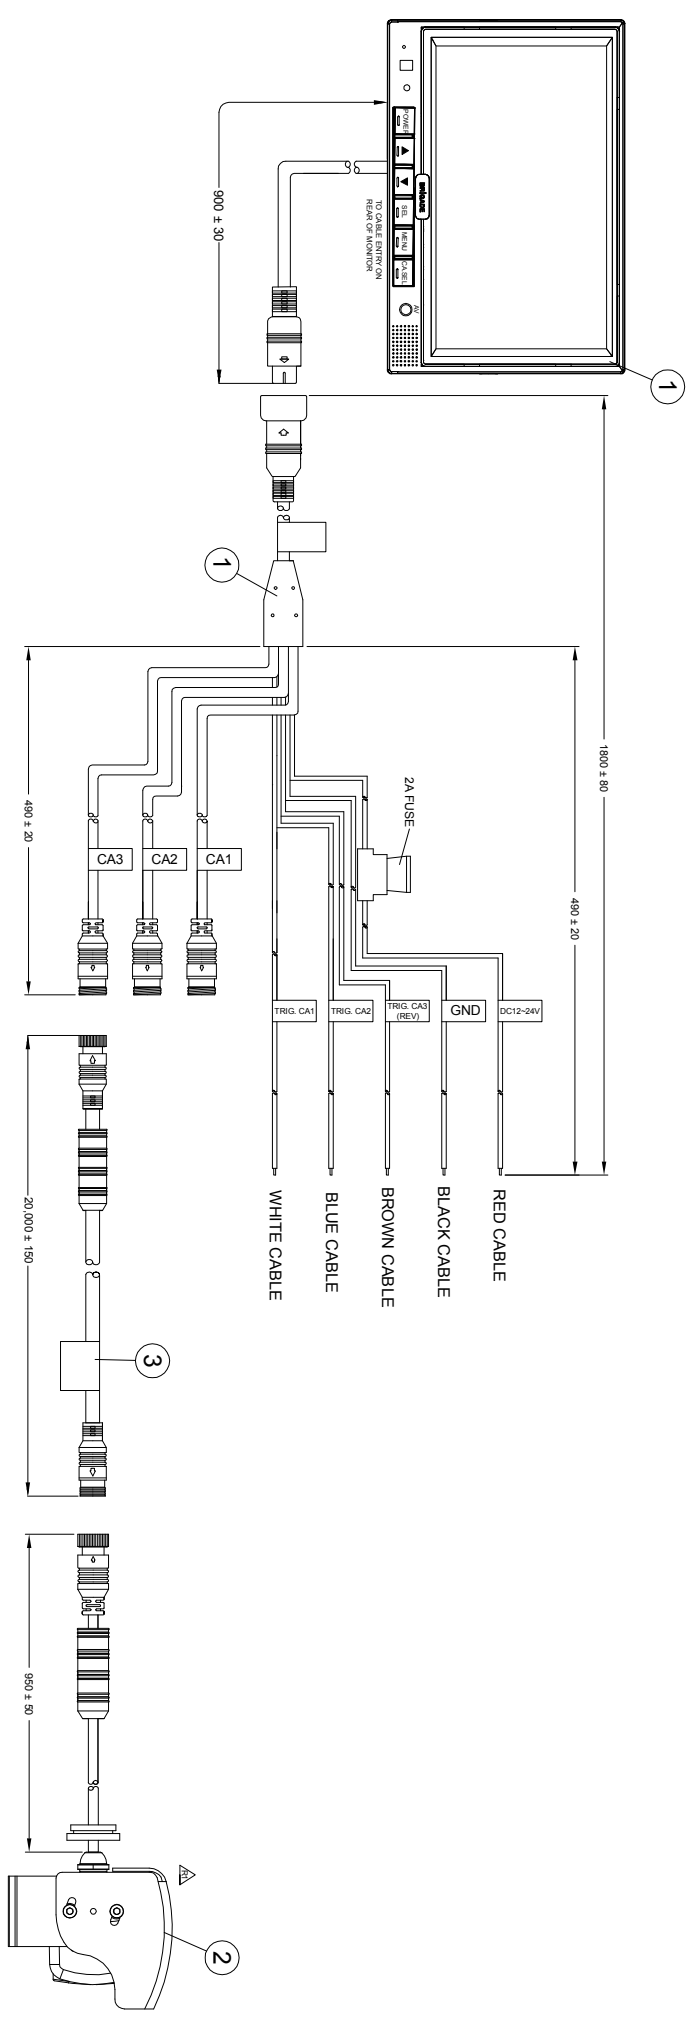 POWER
▲
▼
SEL
MENU
CA.SEL
AV
BRIGADE
1
900 ± 30
TO CABLE ENTRY ON
REAR OF MONITOR
1
1800 ± 80
490 ± 20
490 ± 20
2A FUSE
CA3
CA2
CA1
TRIG. CA1
TRIG. CA2
TRIG. CA3
(REV)
GND
DC12~24V
WHITE CABLE
BLUE CABLE
BROWN CABLE
BLACK CABLE
RED CABLE
20,000 ± 150
3
950 ± 50
R1
2